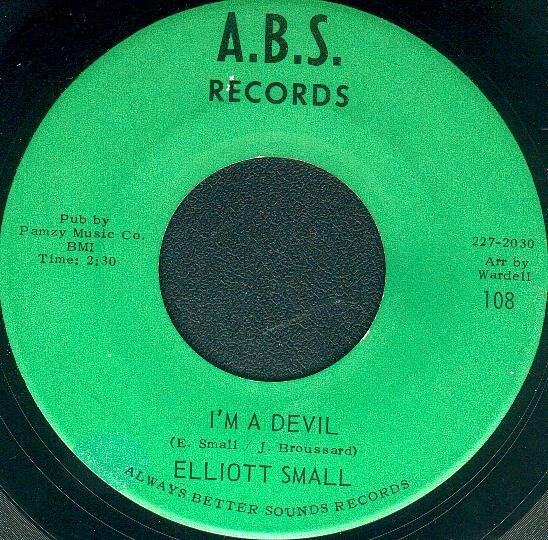 A.B.S.
RECORDS
Pub by
Pamzy Music Co.
BMI
Time: 2:30
227-2030
Arr by
Wardell
108
I'M A DEVIL
(E. Small / J. Broussard)
ELLIOTT SMALL
ALWAYS BETTER SOUNDS RECORDS